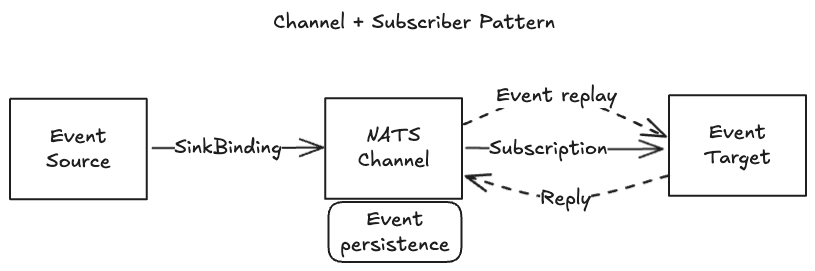 Channel + Subscriber Pattern
Event
Source
SinkBinding
NATS
Channel
Event
persistence
Event replay
Subscription
Reply
Event
Target